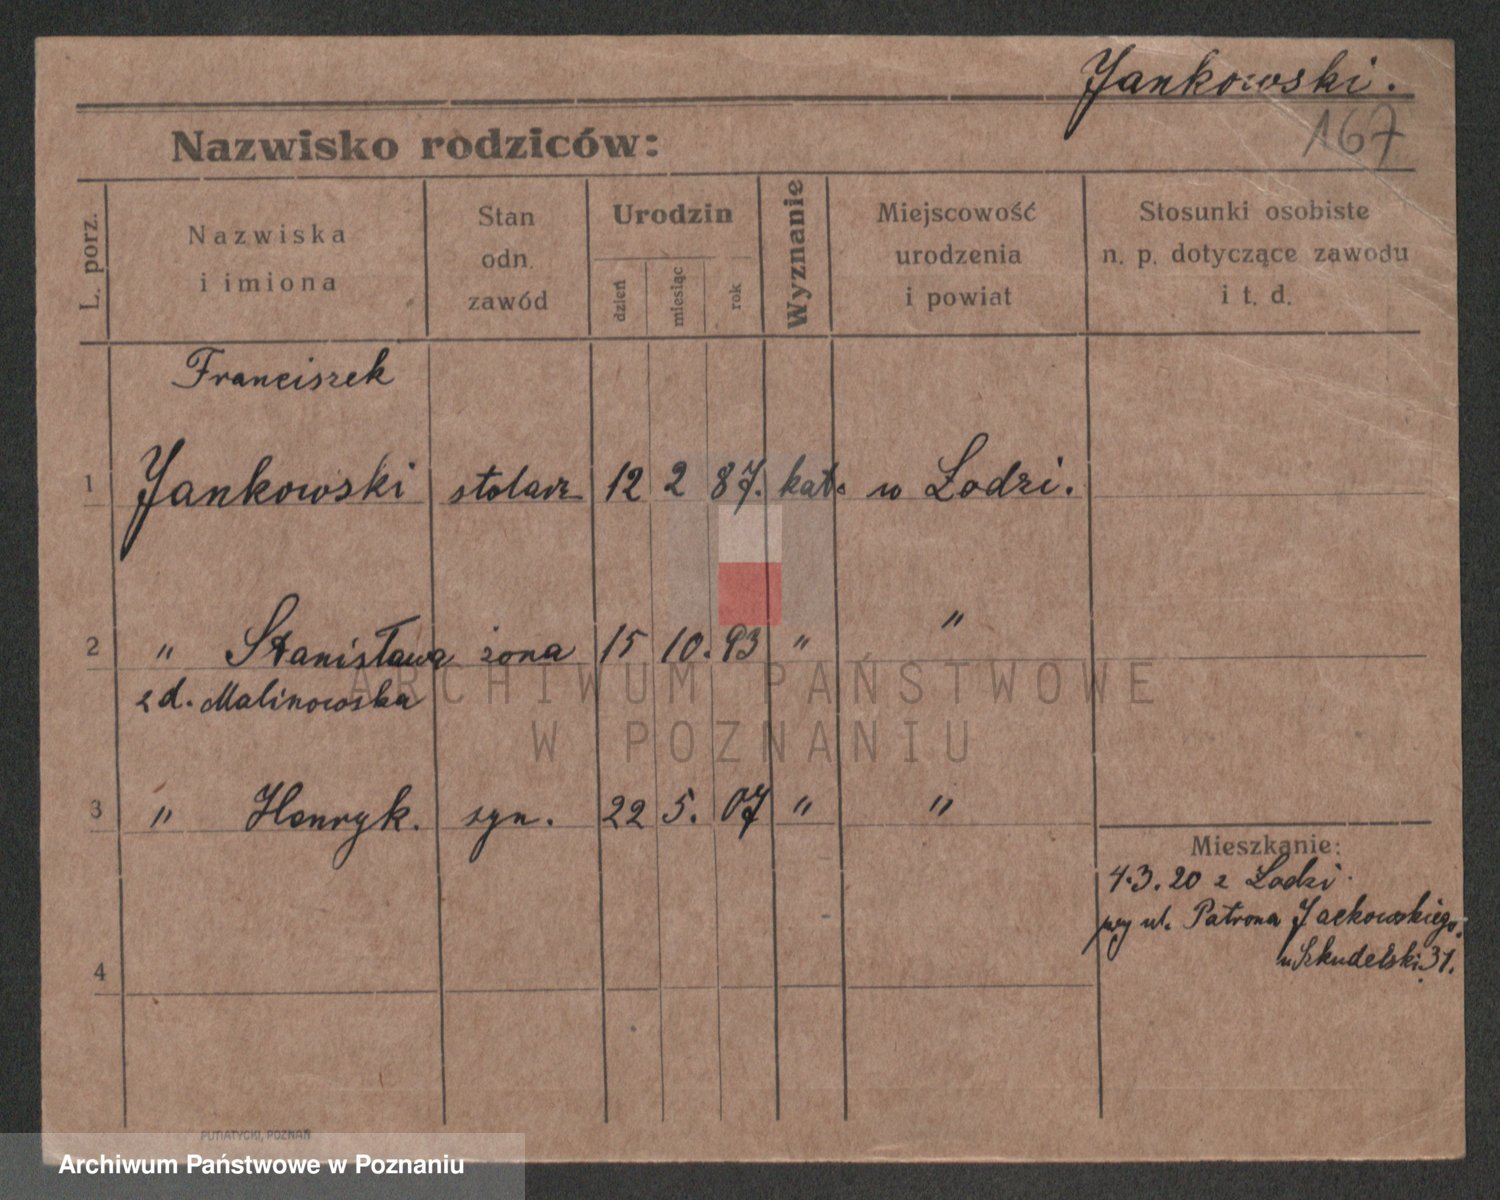 Jankowski.
167
Nazwisko rodziców:
L. porz.
Nazwiska
i imiona
Stan
odn.
zawód
Urodzin
dzień
miesiąc
rok
Wyznanie
Miejscowość
urodzenia
i powiat
Stosunki osobiste
n. p. dotyczące zawodu
i t. d.
Franciszek
1 Jankowski stolarz 12 2 87. kat. w Łodzi.
2 " Stanisława żona 15 10. 93 " "
z d. Malinowska
3 " Henryk. syn. 22 5. 07 " "
Mieszkanie:
4.3.20 z Łodzi.
przy ul. Patrona Jackowskiego.
u Szkudelski. 31.
4
ARCHIWUM PAŃSTWOWE
W POZNANIU
PUTIATYCKI, POZNAŃ
Archiwum Państwowe w Poznaniu